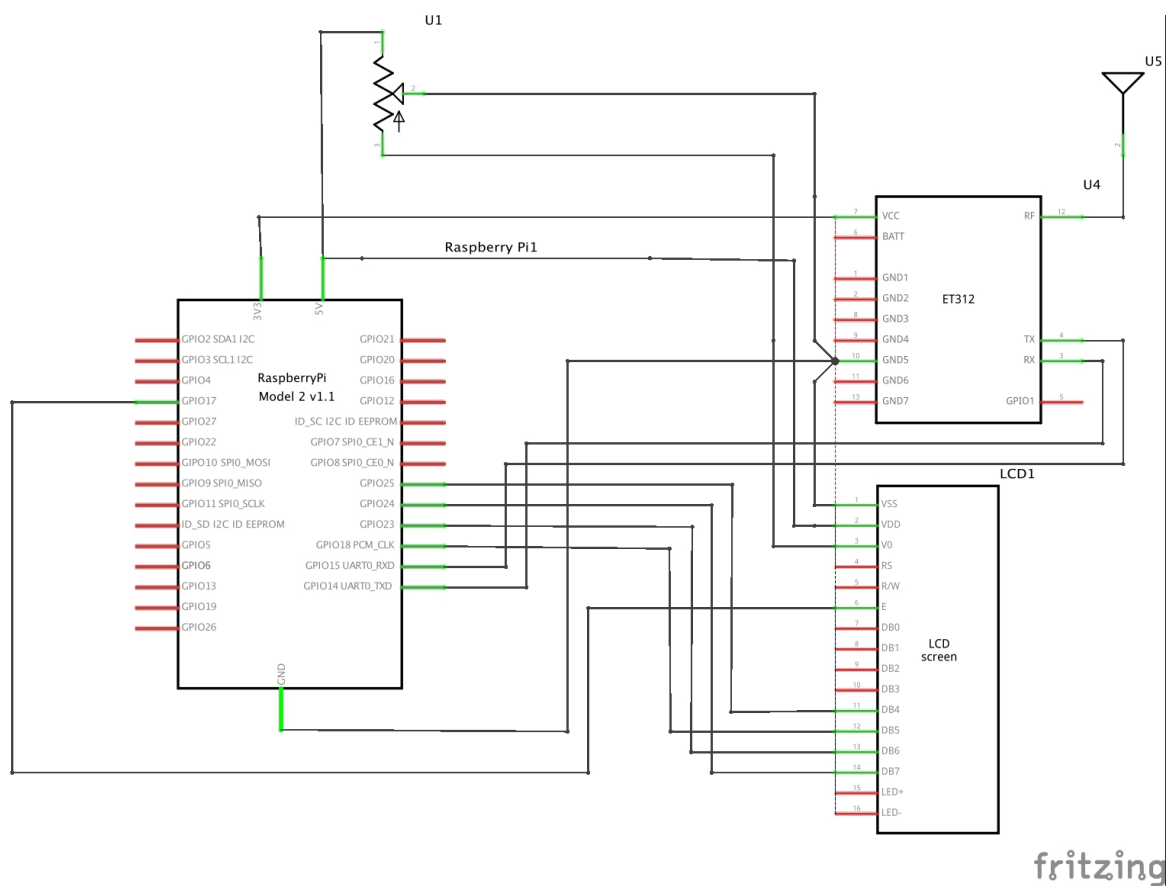 U1
1
2
3
U5
2
U4
Raspberry Pi1
3V3
5V
RaspberryPi
Model 2 v1.1
GPIO2 SDA1 I2C
GPIO3 SCL1 I2C
GPIO4
GPIO17
GPIO27
GPIO22
GIPO10 SPI0_MOSI
GPIO9 SPI0_MISO
GPIO11 SPI0_SCLK
ID_SD I2C ID EEPROM
GPIO5
GPIO6
GPIO13
GPIO19
GPIO26
GPIO21
GPIO20
GPIO16
GPIO12
ID_SC I2C ID EEPROM
GPIO7 SPI0_CE1_N
GPIO8 SPI0_CE0_N
GPIO25
GPIO24
GPIO23
GPIO18 PCM_CLK
GPIO15 UART0_RXD
GPIO14 UART0_TXD
GND
7 VCC
6 BATT
1 GND1
2 GND2
8 GND3
9 GND4
10 GND5
11 GND6
13 GND7
ET312
RF 12
TX 4
RX 3
GPIO1 5
LCD1
1 VSS
2 VDD
3 V0
4 RS
5 R/W
6 E
7 DB0
8 DB1
9 DB2
10 DB3
11 DB4
12 DB5
13 DB6
14 DB7
15 LED+
16 LED-
LCD
screen
fritzing